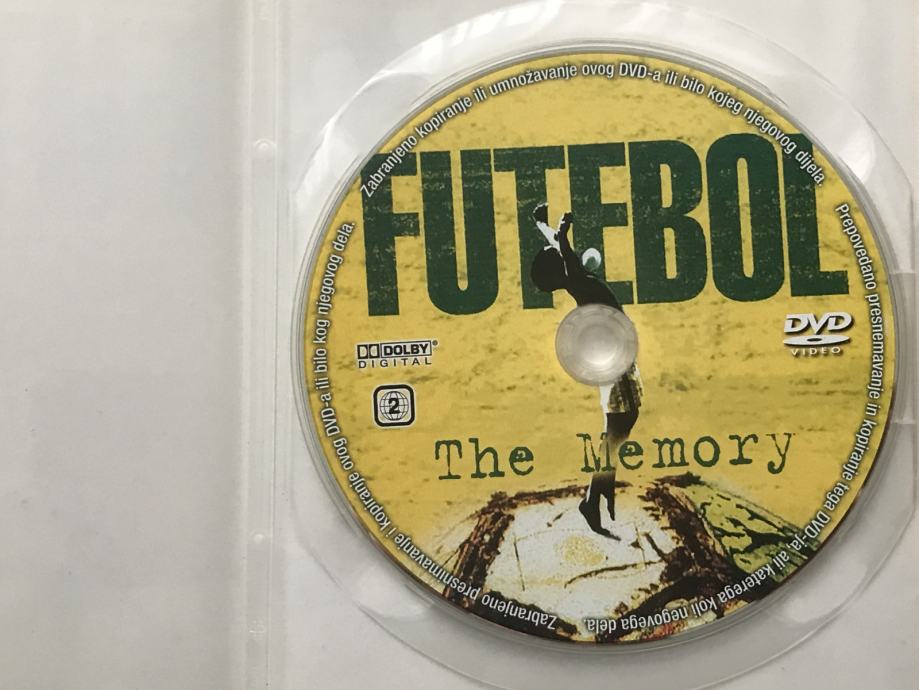 FUTEBOL
DOLBY
DIGITAL
DVD
VIDEO
2
The Memory
Zabranjeno kopiranje ili umnožavanje ovog DVD-a ili bilo kojeg njegovog dijela.
Prepovedano presnemavanje in kopiranje tega DVD-ja, ali katerega koli negovega dela.
Zabranjeno presnimavanje i kopiranje ovog DVD-a ili bilo kog njegovog dela.